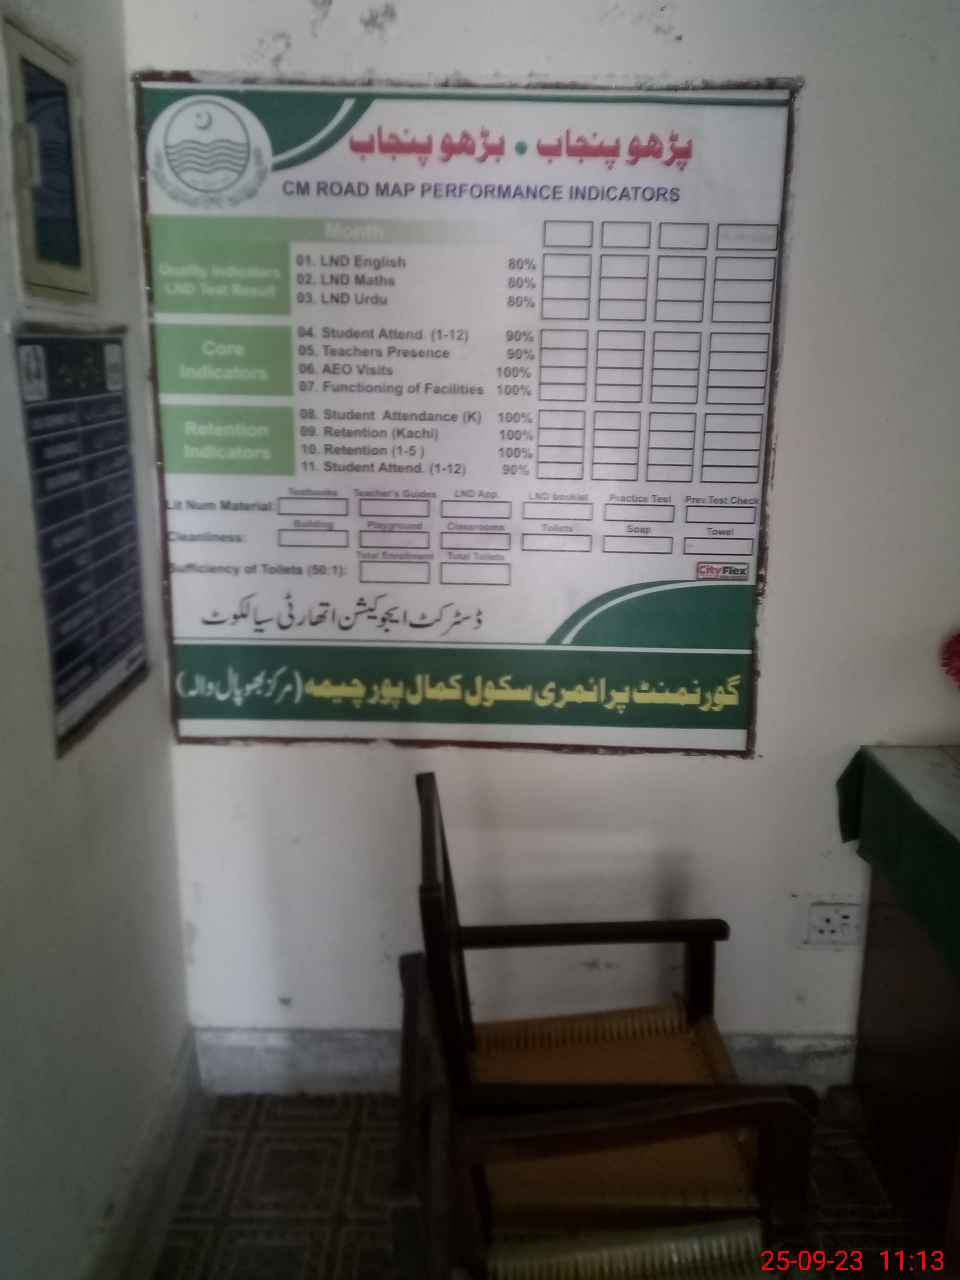 پڑھو پنجاب • بڑھو پنجاب
CM ROAD MAP PERFORMANCE INDICATORS
Month
Quality Indicators
LND Test Result
01. LND English 80%
02. LND Maths 80%
03. LND Urdu 80%
Core
Indicators
04. Student Attend. (1-12) 90%
05. Teachers Presence 90%
06. AEO Visits 100%
07. Functioning of Facilities 100%
Retention
Indicators
08. Student Attendance (K) 100%
09. Retention (Kachi) 100%
10. Retention (1-5 ) 100%
11. Student Attend. (1-12) 90%
Textbooks Teacher's Guides LND App. LND booklet Practice Test Prev.Test Check
Lit Num Material:
Building Playground Classrooms Toilets Soap Towel
Cleanliness:
Total Enrollment Total Toilets
Sufficiency of Toilets (50:1):
CityFlex
ڈسٹرکٹ ایجوکیشن اتھارٹی سیالکوٹ
گورنمنٹ پرائمری سکول کمال پور چیمہ (مرکز بھوپال والہ)
25-09-23 11:13